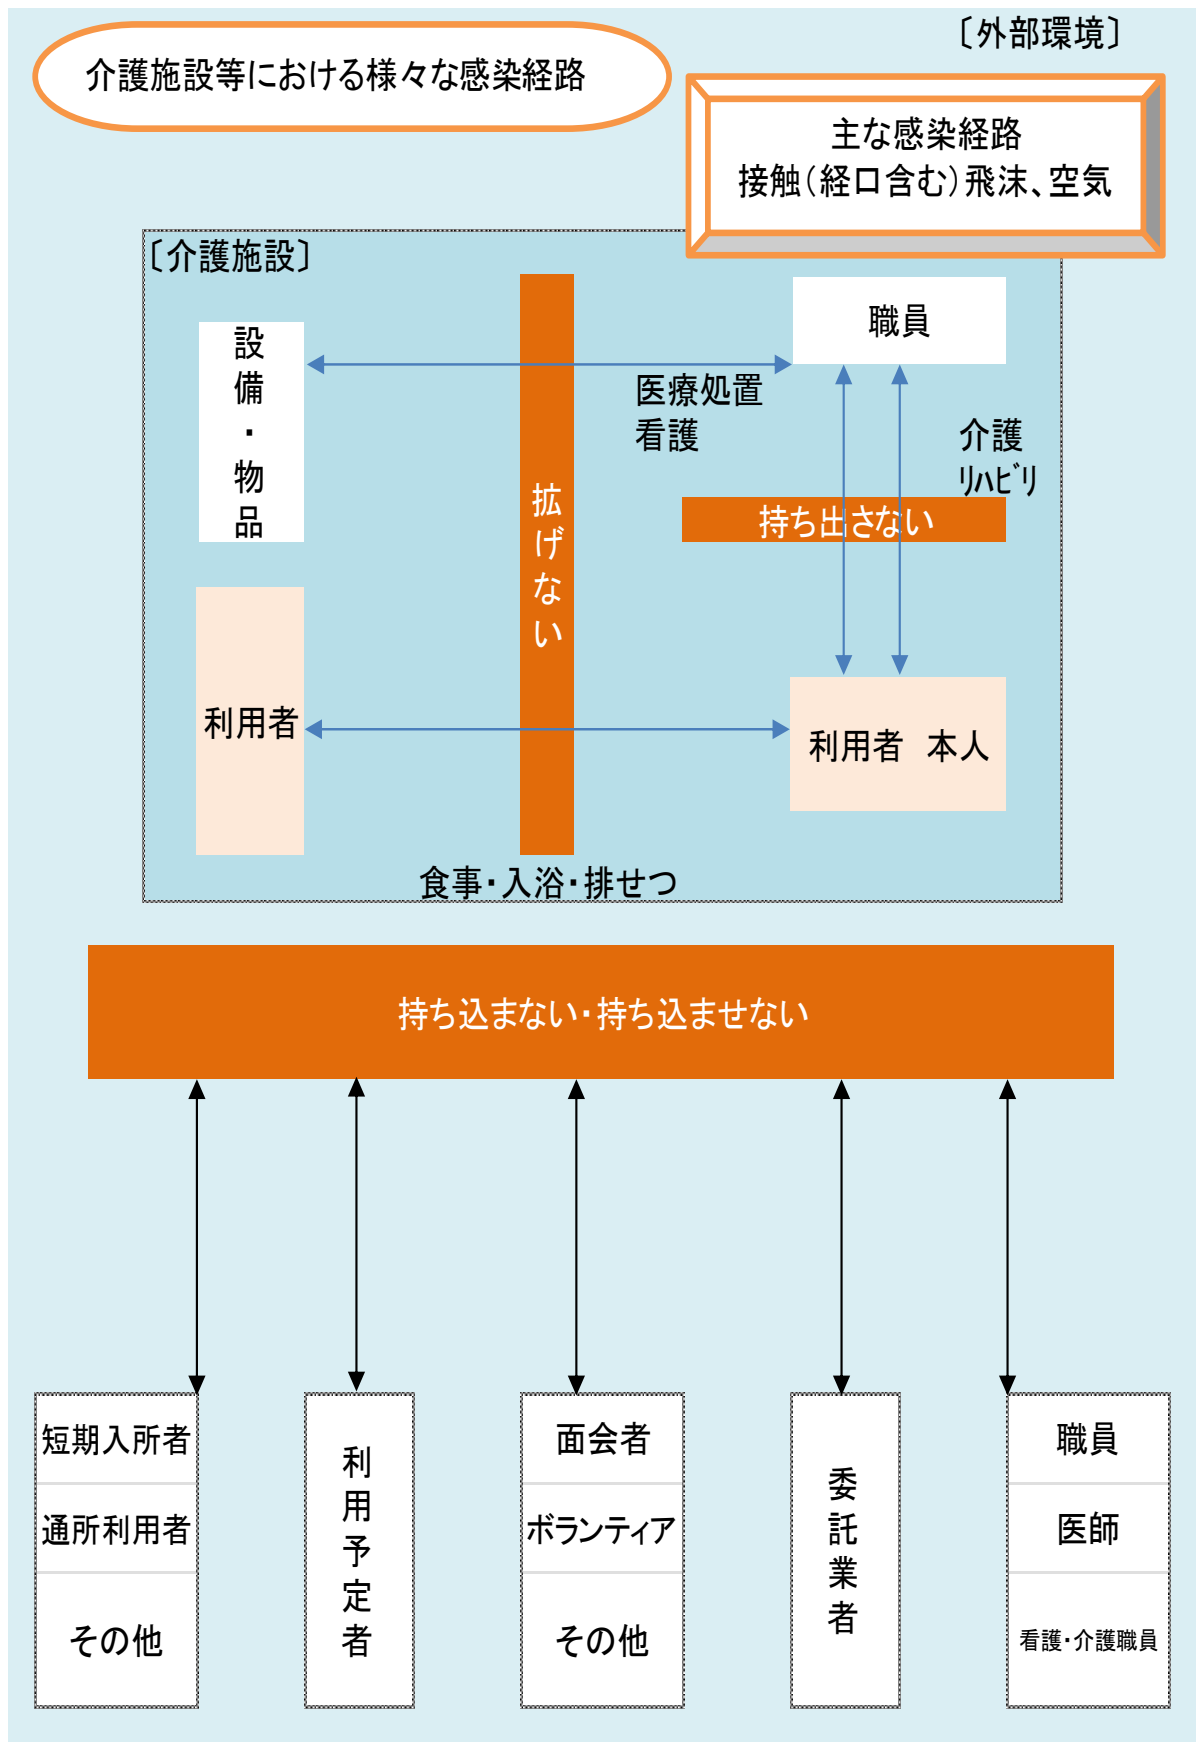 〔外部環境〕
介護施設等における様々な感染経路
主な感染経路
接触（経口含む）飛沫、空気
〔介護施設〕
設備・物品
職員
医療処置
看護
介護
ﾘﾊﾋﾞﾘ
拡げない
持ち出さない
利用者
利用者　本人
食事・入浴・排せつ
持ち込まない・持ち込ませない
短期入所者
通所利用者
その他
利用予定者
面会者
ボランティア
その他
委託業者
職員
医師
看護・介護職員